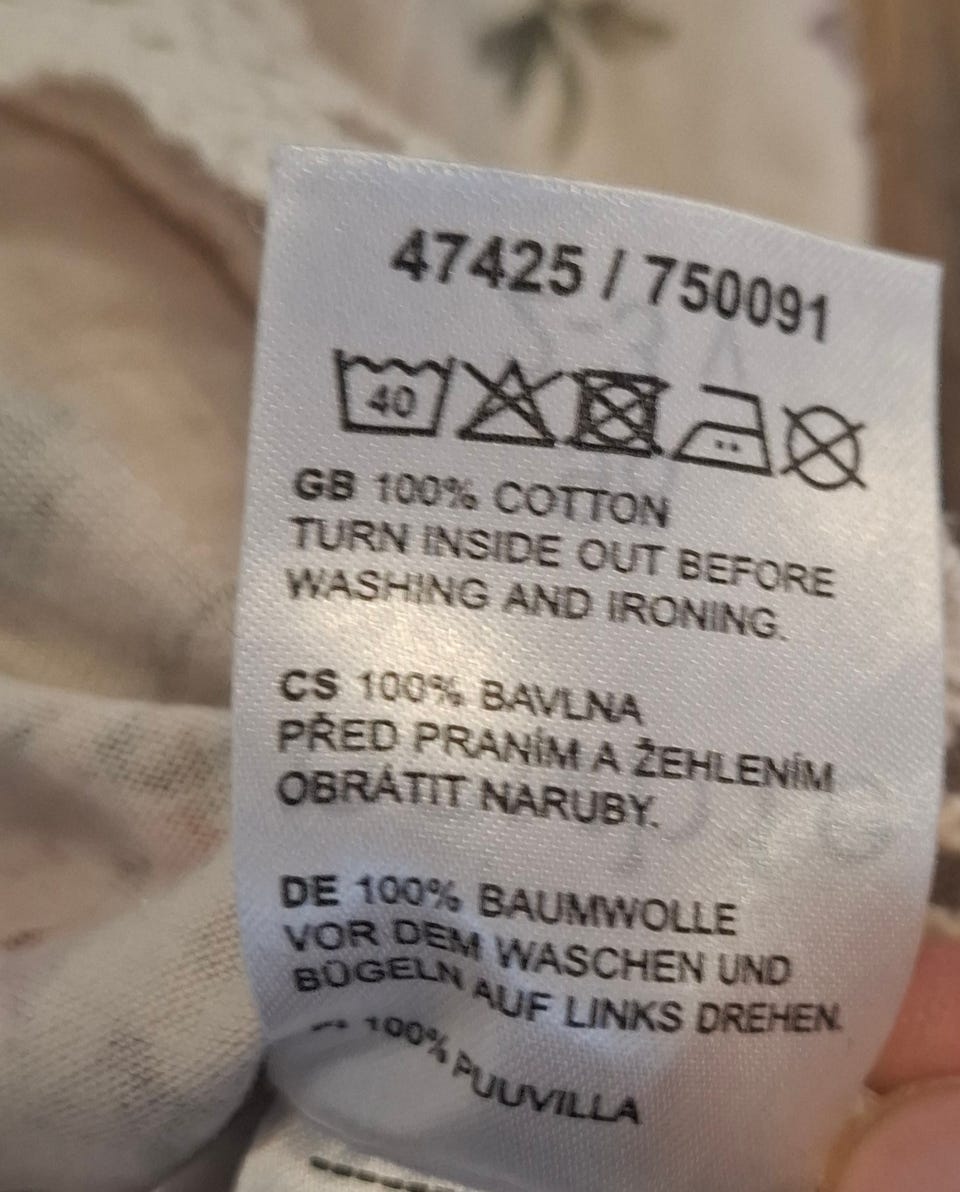 47425 / 750091
40
GB 100% COTTON
TURN INSIDE OUT BEFORE
WASHING AND IRONING.
CS 100% BAVLNA
PŘED PRANÍM A ŽEHLENÍM
OBRÁTIT NARUBY.
DE 100% BAUMWOLLE
VOR DEM WASCHEN UND
BÜGELN AUF LINKS DREHEN.
100% PUUVILLA